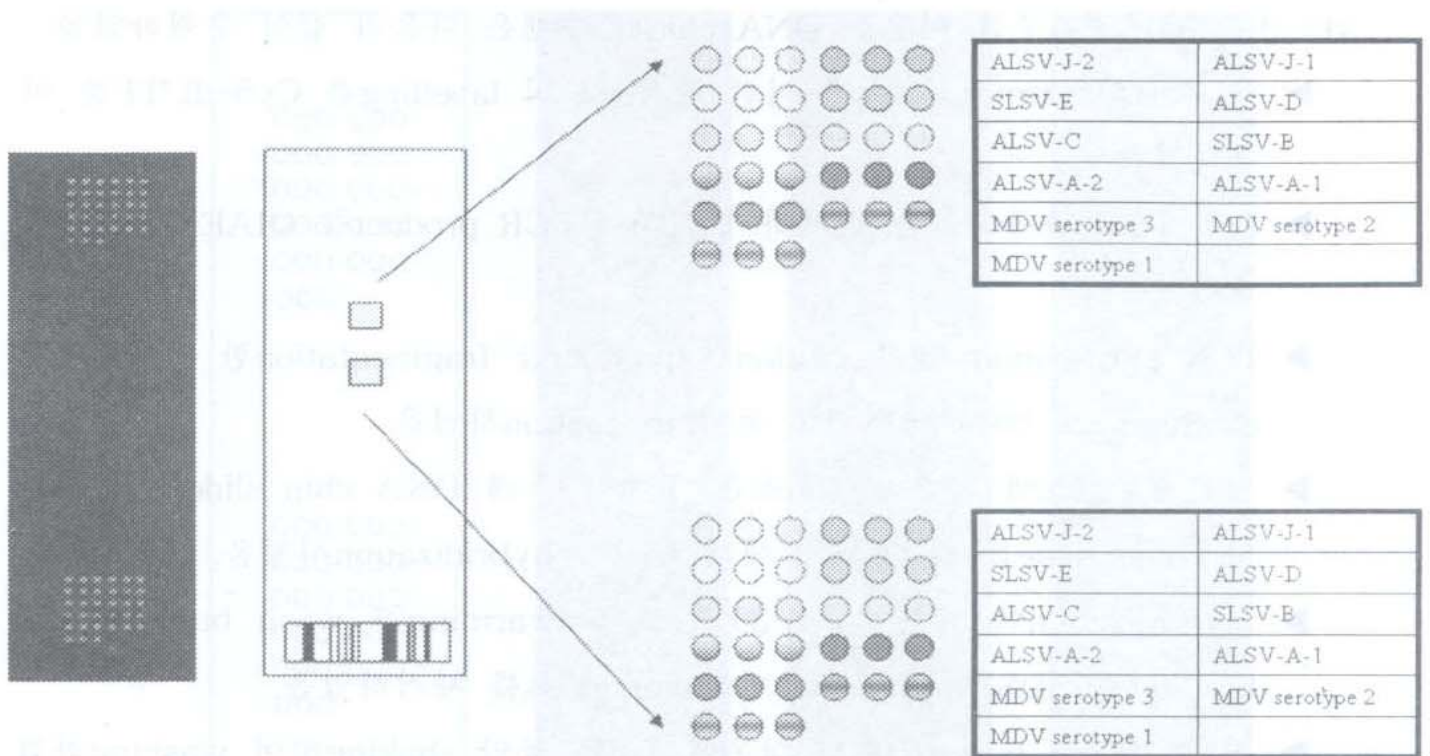 ALSV-J-2 ALSV-J-1
SLSV-E ALSV-D
ALSV-C SLSV-B
ALSV-A-2 ALSV-A-1
MDV serotype 3 MDV serotype 2
MDV serotype 1
ALSV-J-2 ALSV-J-1
SLSV-E ALSV-D
ALSV-C SLSV-B
ALSV-A-2 ALSV-A-1
MDV serotype 3 MDV serotype 2
MDV serotype 1